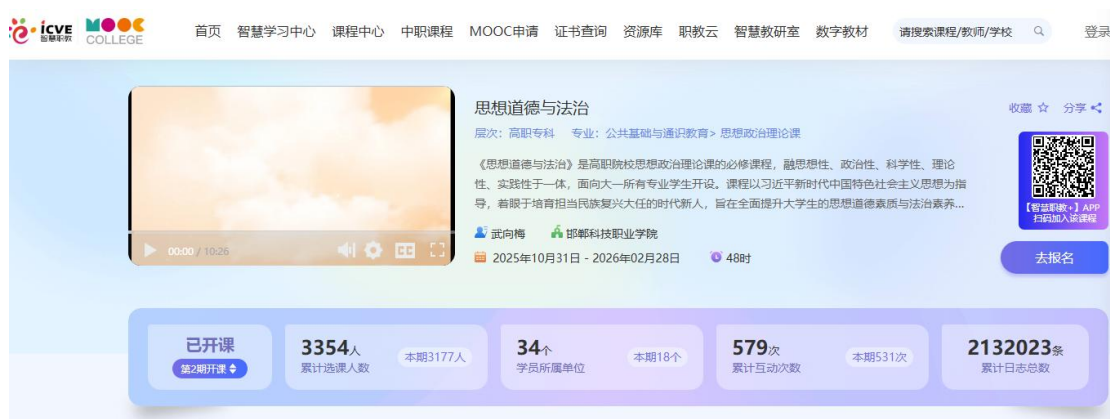 icve 智慧职教 MOOC COLLEGE 首页 智慧学习中心 课程中心 中职课程 MOOC申请 证书查询 资源库 职教云 智慧教研室 数字教材 请搜索课程/教师/学校 登录
思想道德与法治 收藏 分享
层次：高职专科 专业：公共基础与通识教育> 思想政治理论课
《思想道德与法治》是高职院校思想政治理论课的必修课程，融思想性、政治性、科学性、理论
性、实践性于一体，面向大一所有专业学生开设。课程以习近平新时代中国特色社会主义思想为指
导，着眼于培育担当民族复兴大任的时代新人，旨在全面提升大学生的思想道德素质与法治素养...
【智慧职教+】APP
扫码加入该课程
武向梅 邯郸科技职业学院
00:00 / 10:26 CC
2025年10月31日 - 2026年02月28日 48时 去报名
已开课 3354人 本期3177人 34个 本期18个 579次 本期531次 2132023条
第2期开课 累计选课人数 学员所属单位 累计互动次数 累计日志总数